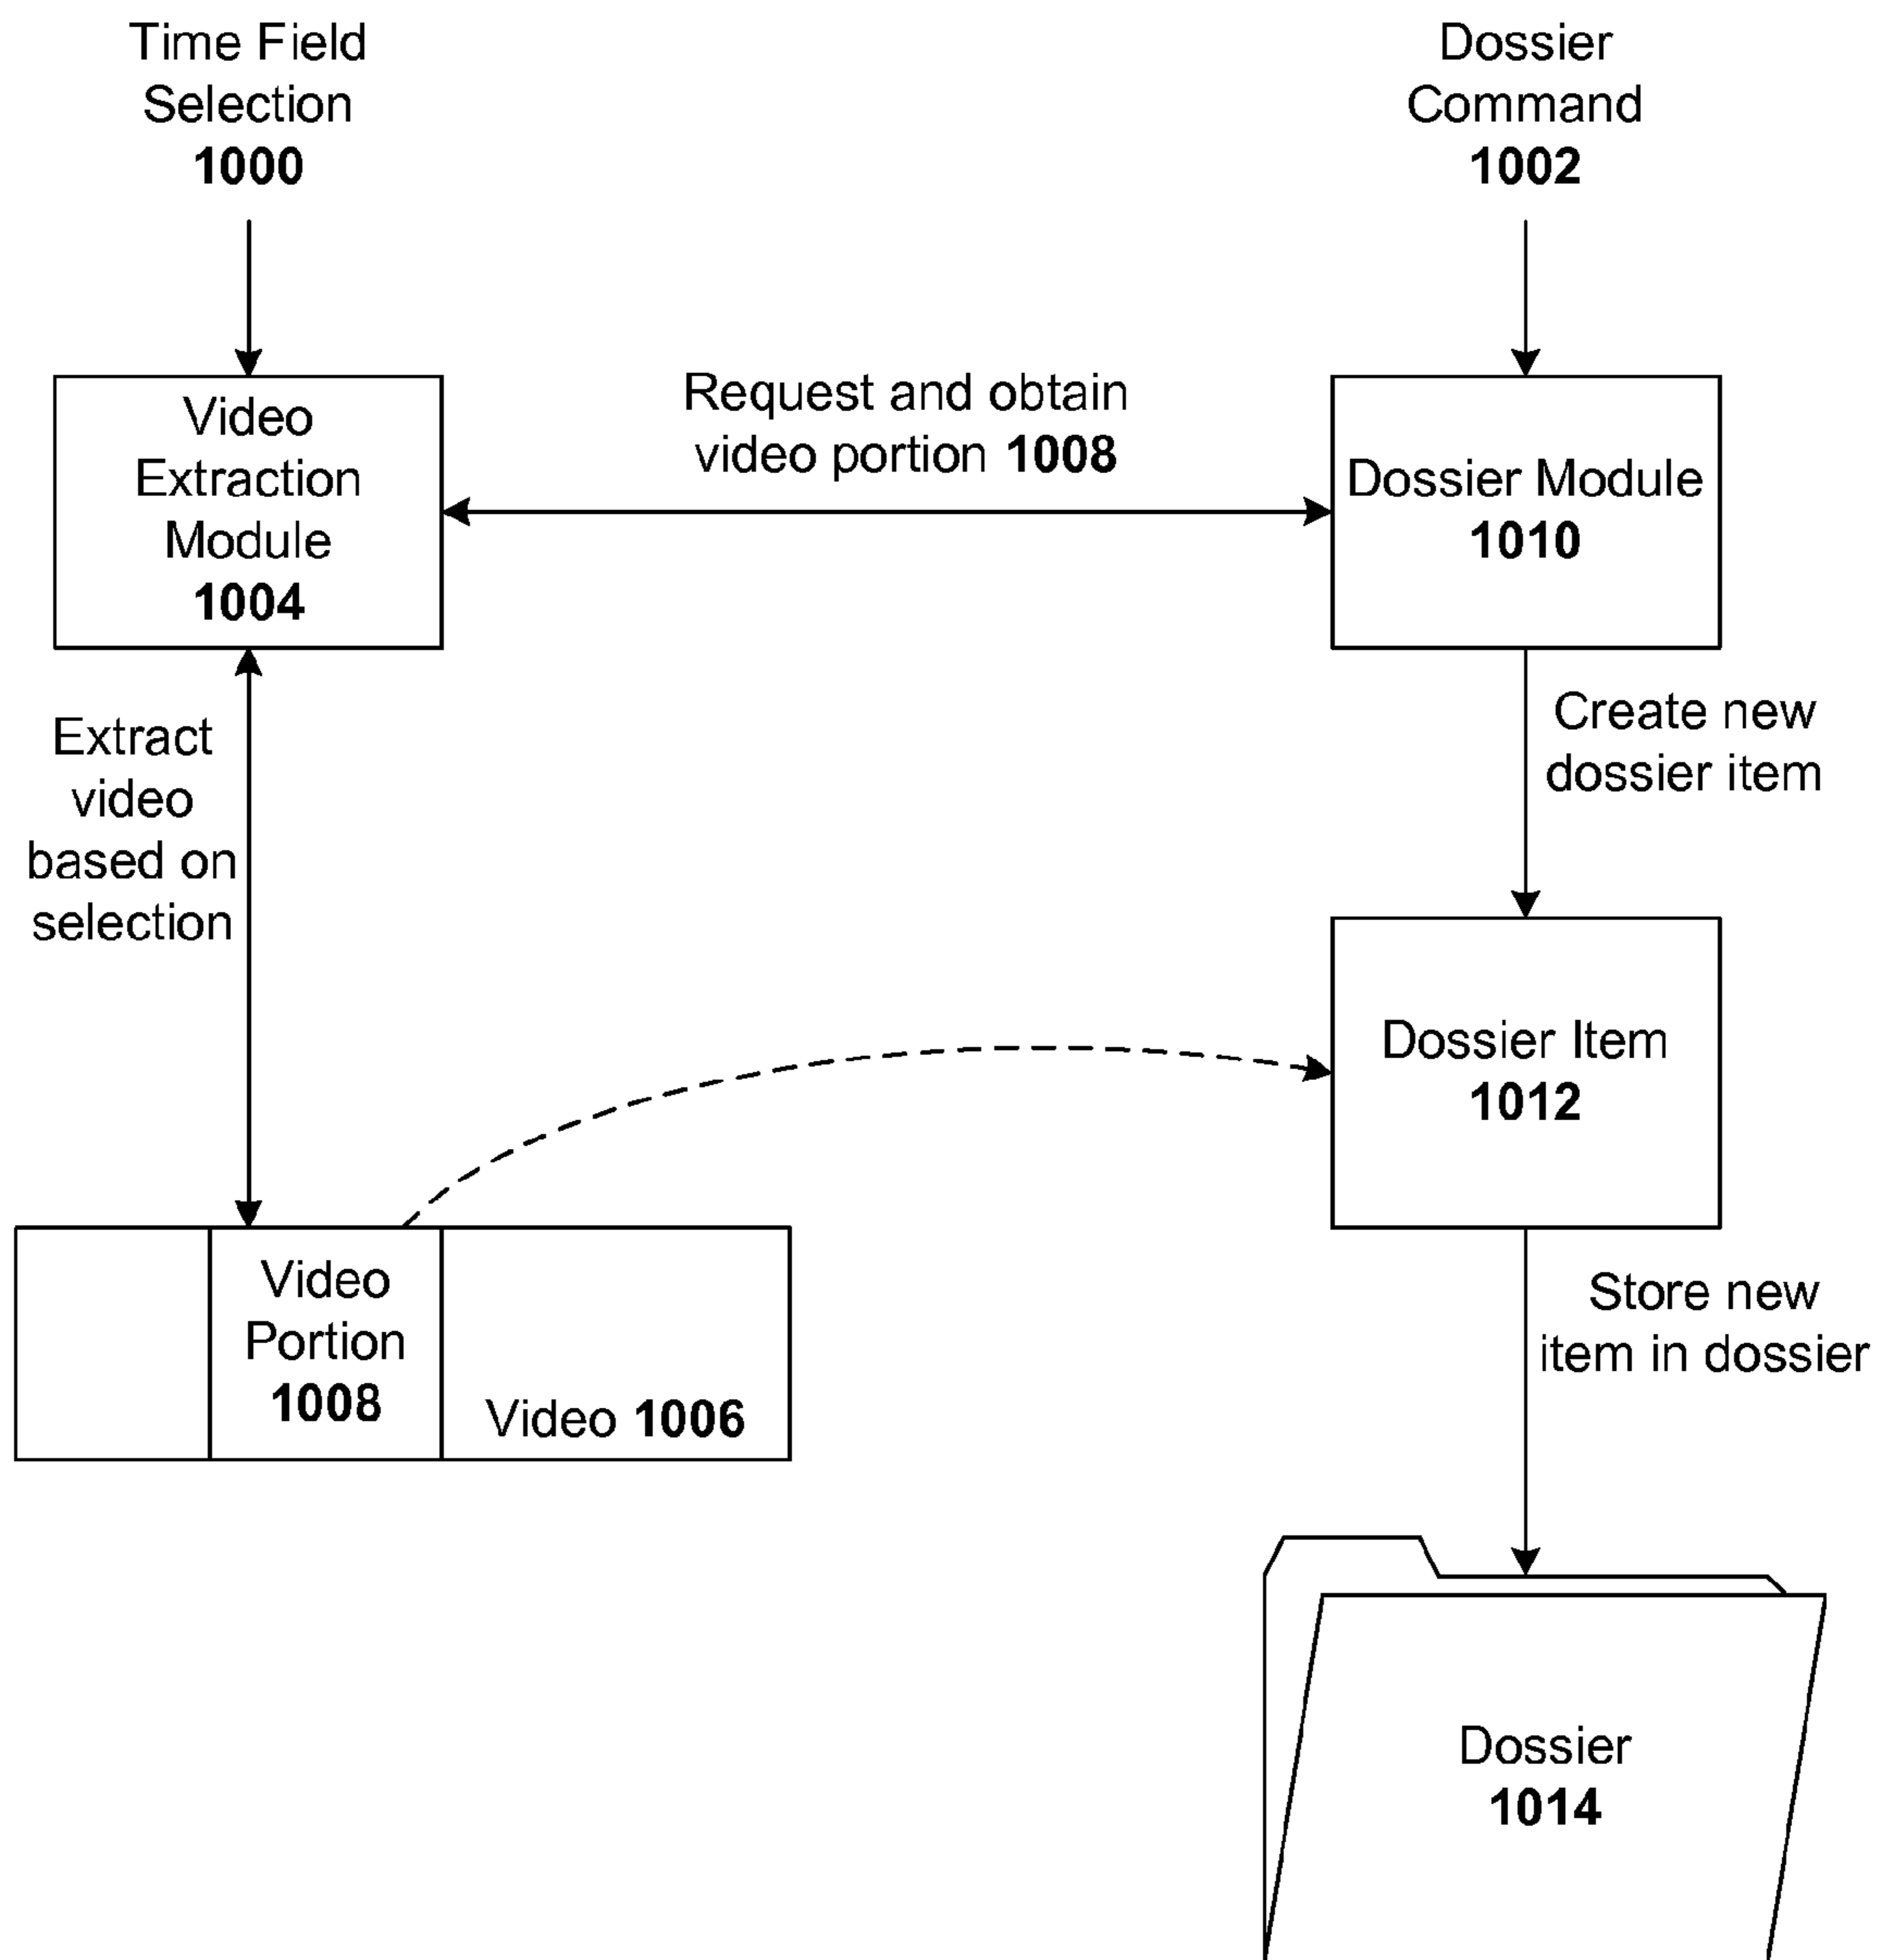 Time Field
Selection
1000
Dossier
Command
1002
Video
Extraction
Module
1004
Request and obtain
video portion 1008
Dossier Module
1010
Extract
video
based on
selection
Create new
dossier item
Dossier Item
1012
Video
Portion
1008
Video 1006
Store new
item in dossier
Dossier
1014